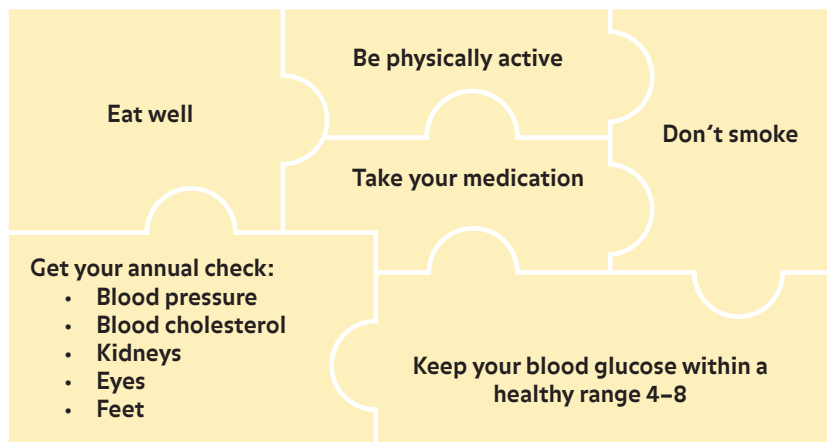 Eat well
Be physically active
Don‘t smoke
Take your medication
Get your annual check:
• Blood pressure
• Blood cholesterol
• Kidneys
• Eyes
• Feet
Keep your blood glucose within a
healthy range 4–8